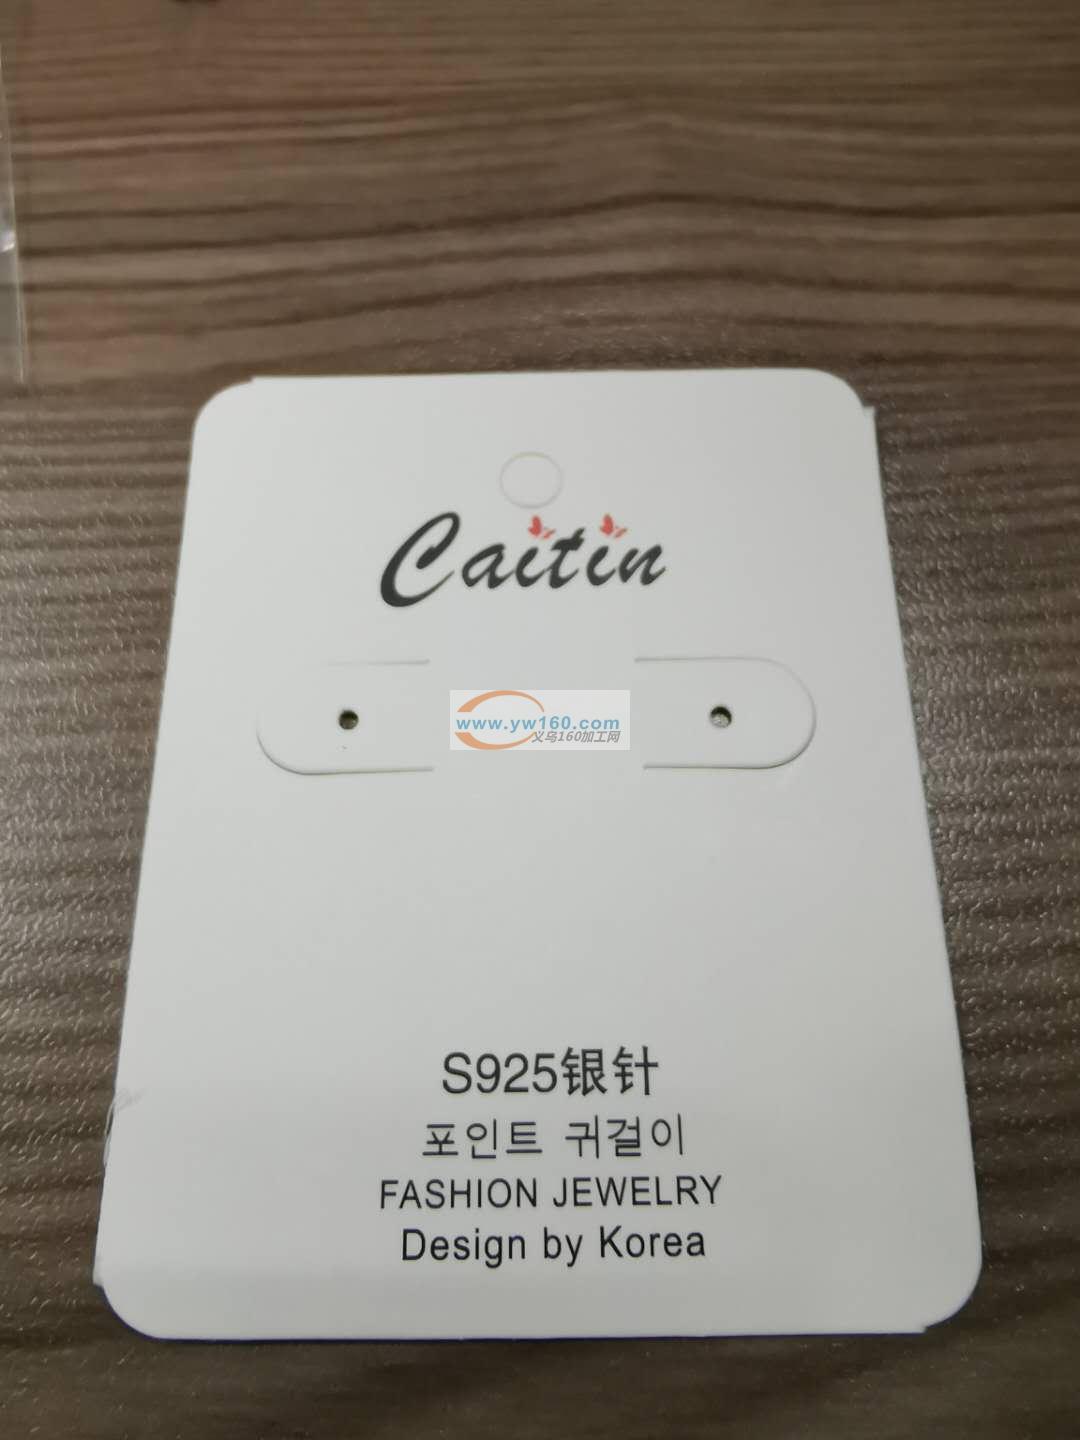 Caitin
www.yw160.com
义乌160加工网
S925银针
포인트 귀걸이
FASHION JEWELRY
Design by Korea